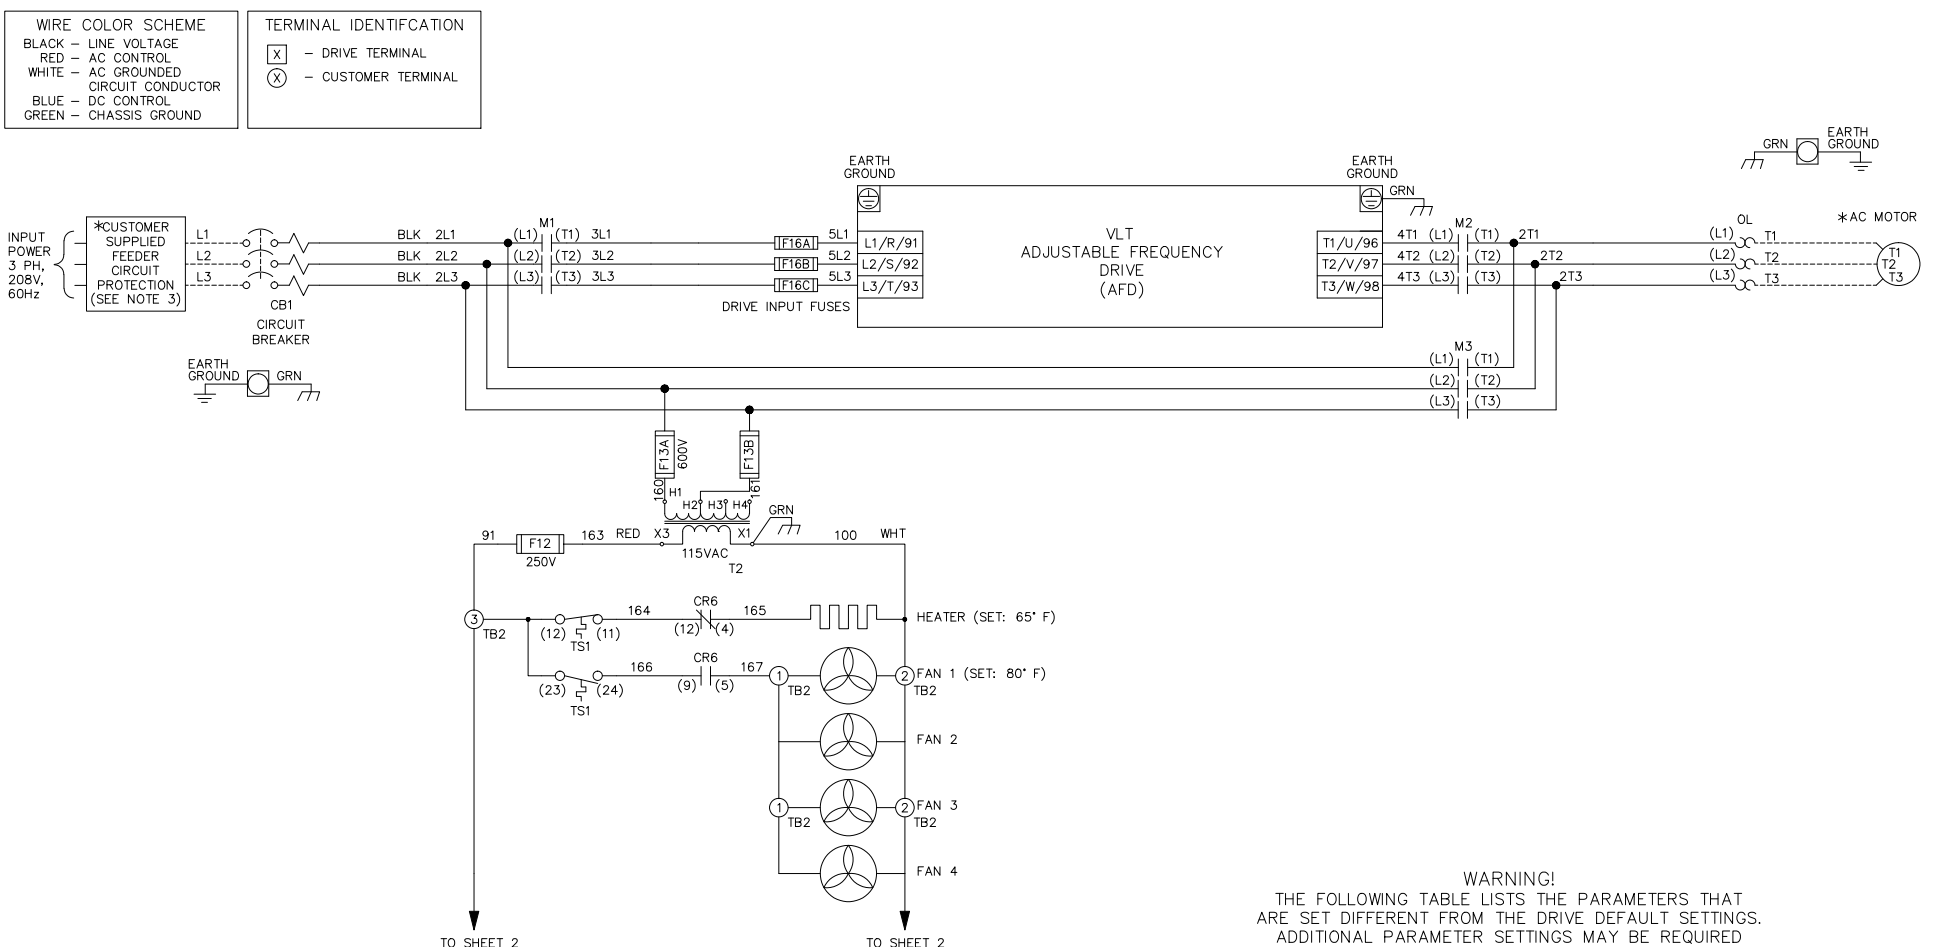 WIRE COLOR SCHEME
BLACK – LINE VOLTAGE
RED – AC CONTROL
WHITE – AC GROUNDED
CIRCUIT CONDUCTOR
BLUE – DC CONTROL
GREEN – CHASSIS GROUND
TERMINAL IDENTIFCATION
X – DRIVE TERMINAL
X – CUSTOMER TERMINAL
INPUT
POWER
3 PH,
208V,
60Hz
*CUSTOMER
SUPPLIED
FEEDER
CIRCUIT
PROTECTION
(SEE NOTE 3)
L1
L2
L3
CB1
CIRCUIT
BREAKER
EARTH
GROUND
GRN
BLK 2L1
BLK 2L2
BLK 2L3
M1
(L1) (T1) 3L1
(L2) (T2) 3L2
(L3) (T3) 3L3
F16A
F16B
F16C
DRIVE INPUT FUSES
5L1
5L2
5L3
EARTH
GROUND
L1/R/91
L2/S/92
L3/T/93
VLT
ADJUSTABLE FREQUENCY
DRIVE
(AFD)
EARTH
GROUND
GRN
T1/U/96
T2/V/97
T3/W/98
M2
4T1 (L1) (T1) 2T1
4T2 (L2) (T2) 2T2
4T3 (L3) (T3) 2T3
M3
(L1) (T1)
(L2) (T2)
(L3) (T3)
GRN
EARTH
GROUND
OL
(L1) T1
(L2) T2
(L3) T3
*AC MOTOR
T1
T2
T3
F13A
600V
F13B
160
161
H1
H2
H3
H4
GRN
91
F12
250V
163
RED
X3
X1
115VAC
T2
100
WHT
3
TB2
(12) (11)
TS1
164
CR6
(12) (4)
165
HEATER (SET: 65° F)
(23) (24)
TS1
166
CR6
(9) (5)
167
1
TB2
2
TB2
FAN 1 (SET: 80° F)
FAN 2
1
TB2
2
TB2
FAN 3
FAN 4
TO SHEET 2
TO SHEET 2
WARNING!
THE FOLLOWING TABLE LISTS THE PARAMETERS THAT
ARE SET DIFFERENT FROM THE DRIVE DEFAULT SETTINGS.
ADDITIONAL PARAMETER SETTINGS MAY BE REQUIRED